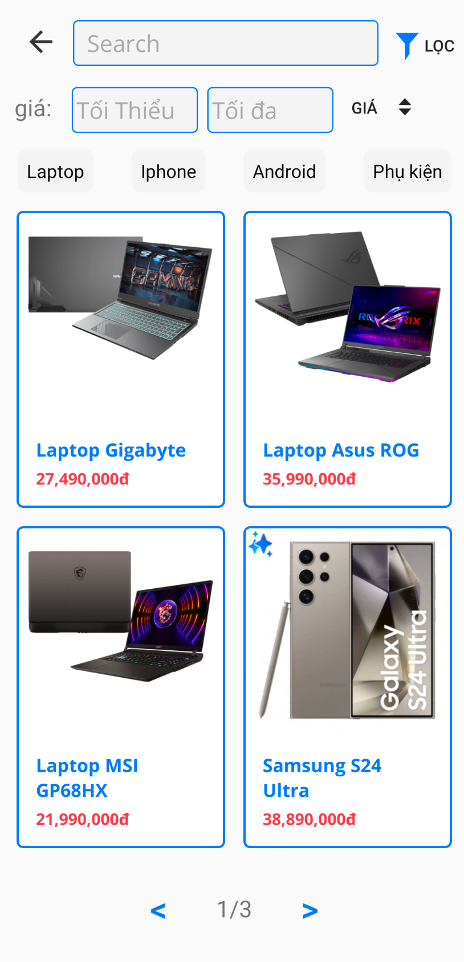 Search
LỌC
giá:
Tối Thiểu
Tối đa
GIÁ
Laptop
Iphone
Android
Phụ kiện
Laptop Gigabyte
27,490,000đ
Laptop Asus ROG
35,990,000đ
Galaxy
S24 Ultra
Laptop MSI
GP68HX
21,990,000đ
Samsung S24
Ultra
38,890,000đ
<
1/3
>